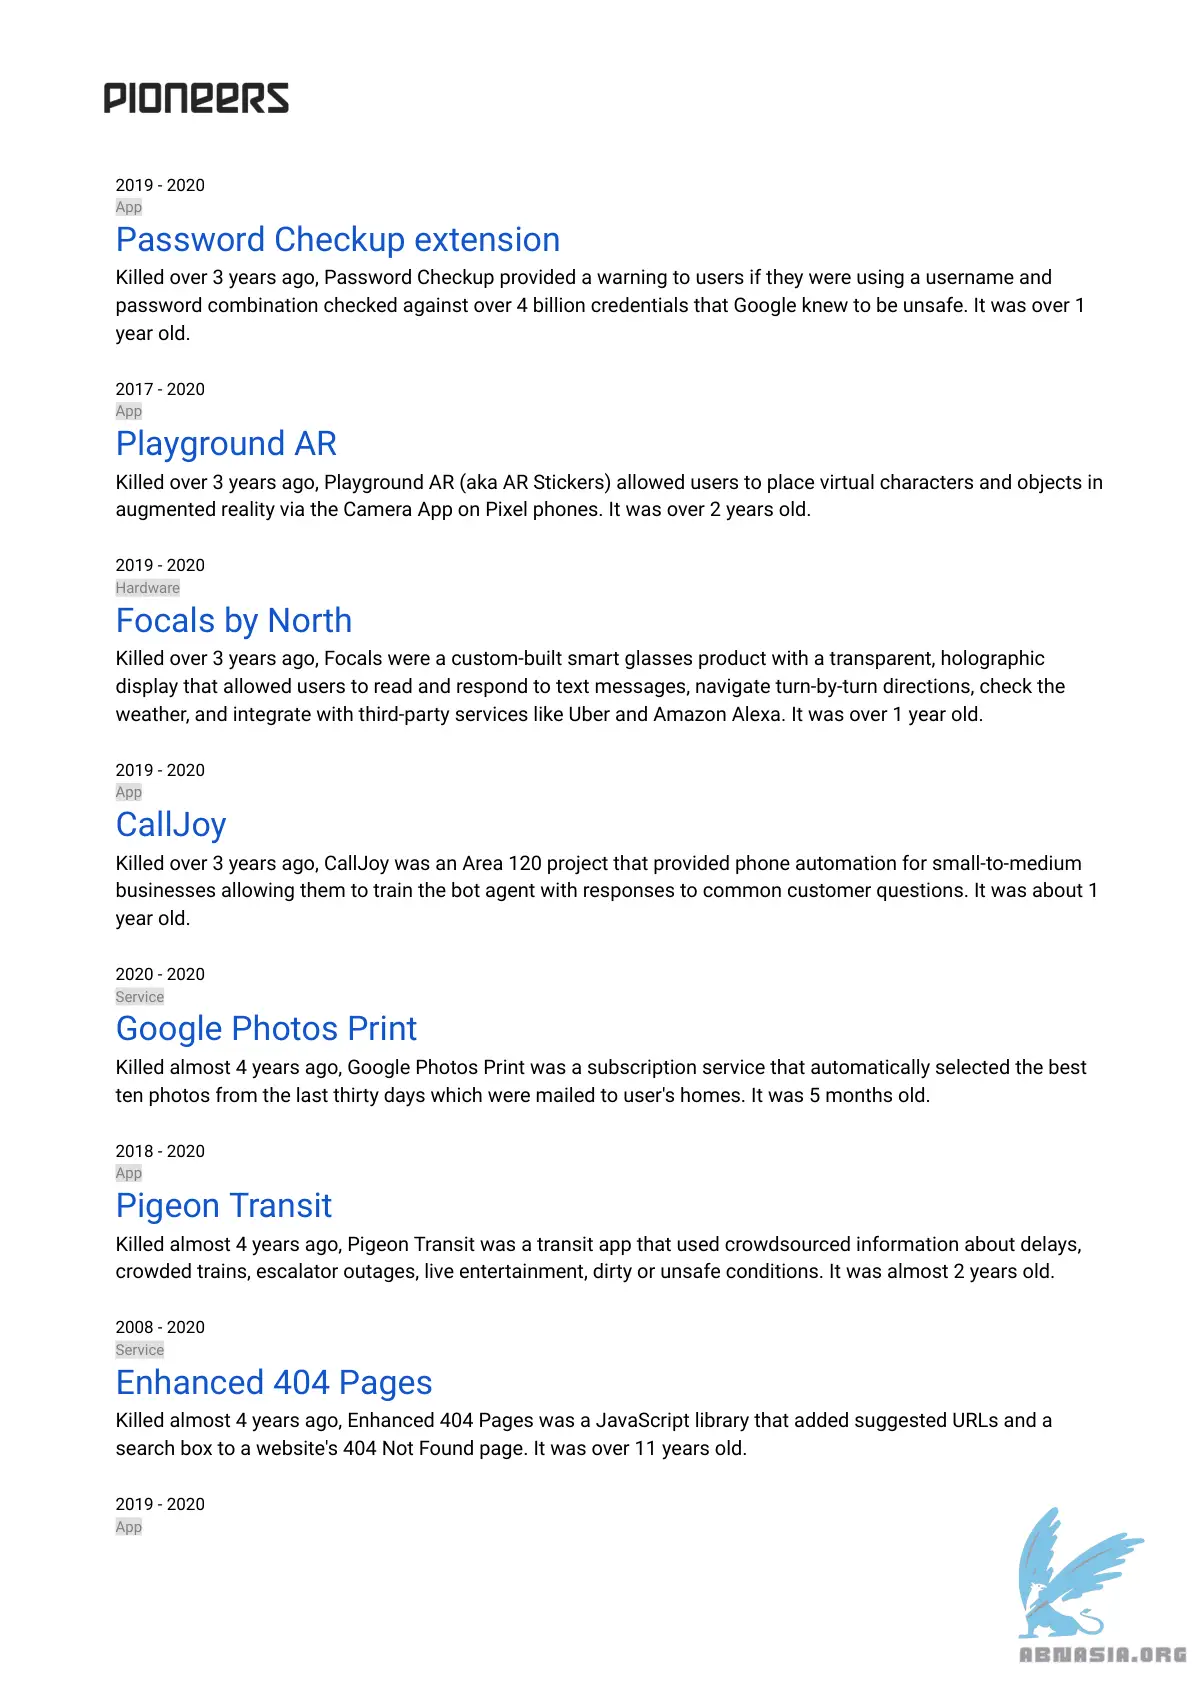 PIONEERS
2019 - 2020
App
Password Checkup extension
Killed over 3 years ago, Password Checkup provided a warning to users if they were using a username and
password combination checked against over 4 billion credentials that Google knew to be unsafe. It was over 1
year old.
2017 - 2020
App
Playground AR
Killed over 3 years ago, Playground AR (aka AR Stickers) allowed users to place virtual characters and objects in
augmented reality via the Camera App on Pixel phones. It was over 2 years old.
2019 - 2020
Hardware
Focals by North
Killed over 3 years ago, Focals were a custom-built smart glasses product with a transparent, holographic
display that allowed users to read and respond to text messages, navigate turn-by-turn directions, check the
weather, and integrate with third-party services like Uber and Amazon Alexa. It was over 1 year old.
2019 - 2020
App
CallJoy
Killed over 3 years ago, CallJoy was an Area 120 project that provided phone automation for small-to-medium
businesses allowing them to train the bot agent with responses to common customer questions. It was about 1
year old.
2020 - 2020
Service
Google Photos Print
Killed almost 4 years ago, Google Photos Print was a subscription service that automatically selected the best
ten photos from the last thirty days which were mailed to user's homes. It was 5 months old.
2018 - 2020
App
Pigeon Transit
Killed almost 4 years ago, Pigeon Transit was a transit app that used crowdsourced information about delays,
crowded trains, escalator outages, live entertainment, dirty or unsafe conditions. It was almost 2 years old.
2008 - 2020
Service
Enhanced 404 Pages
Killed almost 4 years ago, Enhanced 404 Pages was a JavaScript library that added suggested URLs and a
search box to a website's 404 Not Found page. It was over 11 years old.
2019 - 2020
App
ABNASIA.ORG